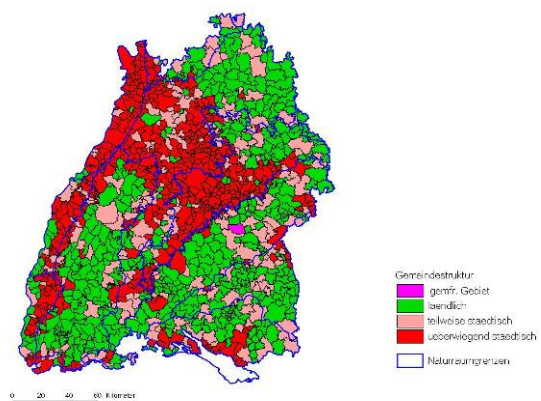 Gemeindestruktur
gemfr. Gebiet
laendlich
teilweise staedtisch
ueberwiegend staedtisch
Naturraumgrenzen
0 20 40 60 Kilometer